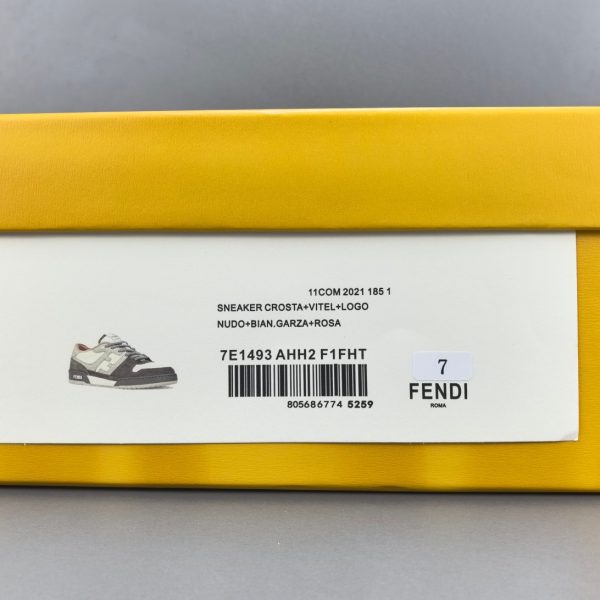 11COM 2021 185 1
SNEAKER CROSTA+VITEL+LOGO
NUDO+BIAN.GARZA+ROSA
7E1493 AHH2 F1FHT
805686774 5259
7
FENDI
ROMA